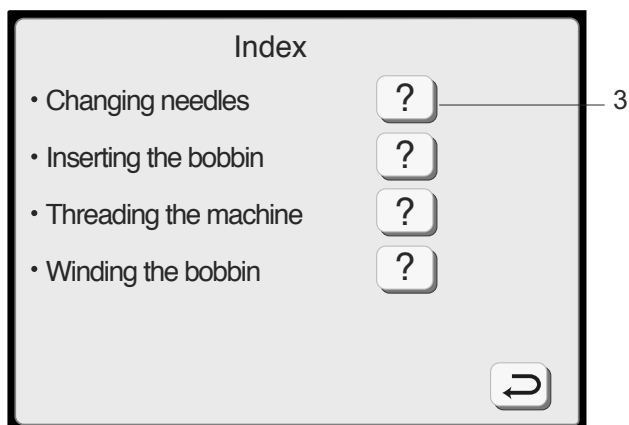 Index
• Changing needles ? 3
• Inserting the bobbin ?
• Threading the machine ?
• Winding the bobbin ?